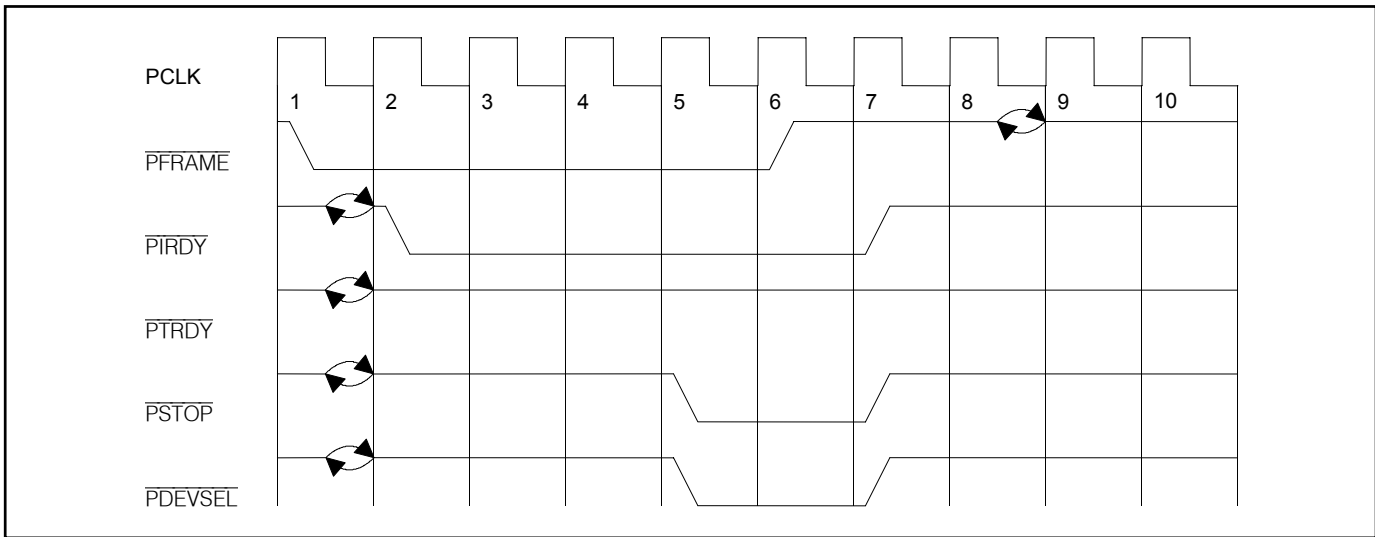 PCLK
1 2 3 4 5 6 7 8 9 10
PFRAME
PIRDY
PTRDY
PSTOP
PDEVSEL